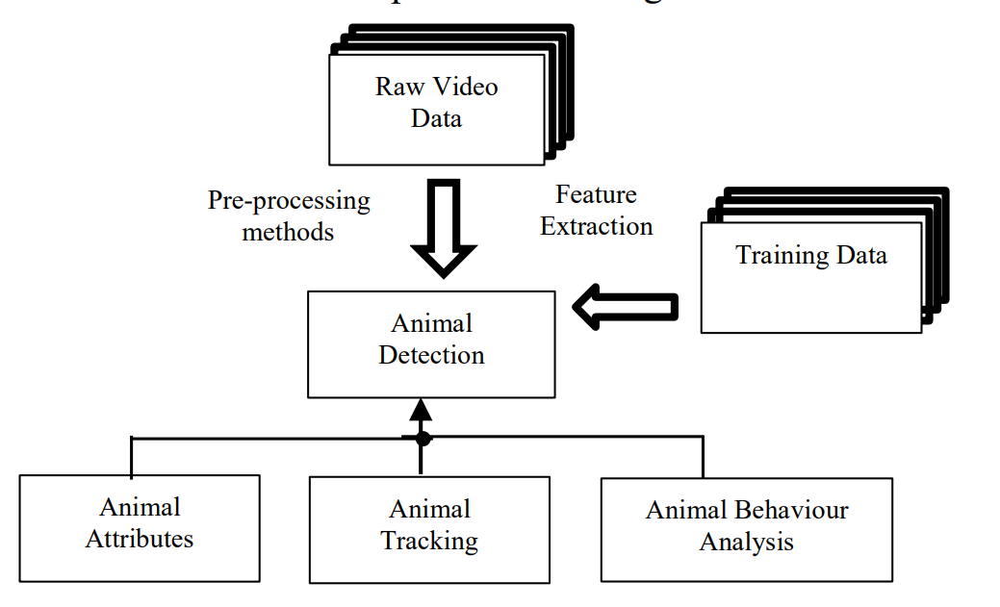 Raw Video
Data
Pre-processing
methods
Feature
Extraction
Training Data
Animal
Detection
Animal
Attributes
Animal
Tracking
Animal Behaviour
Analysis